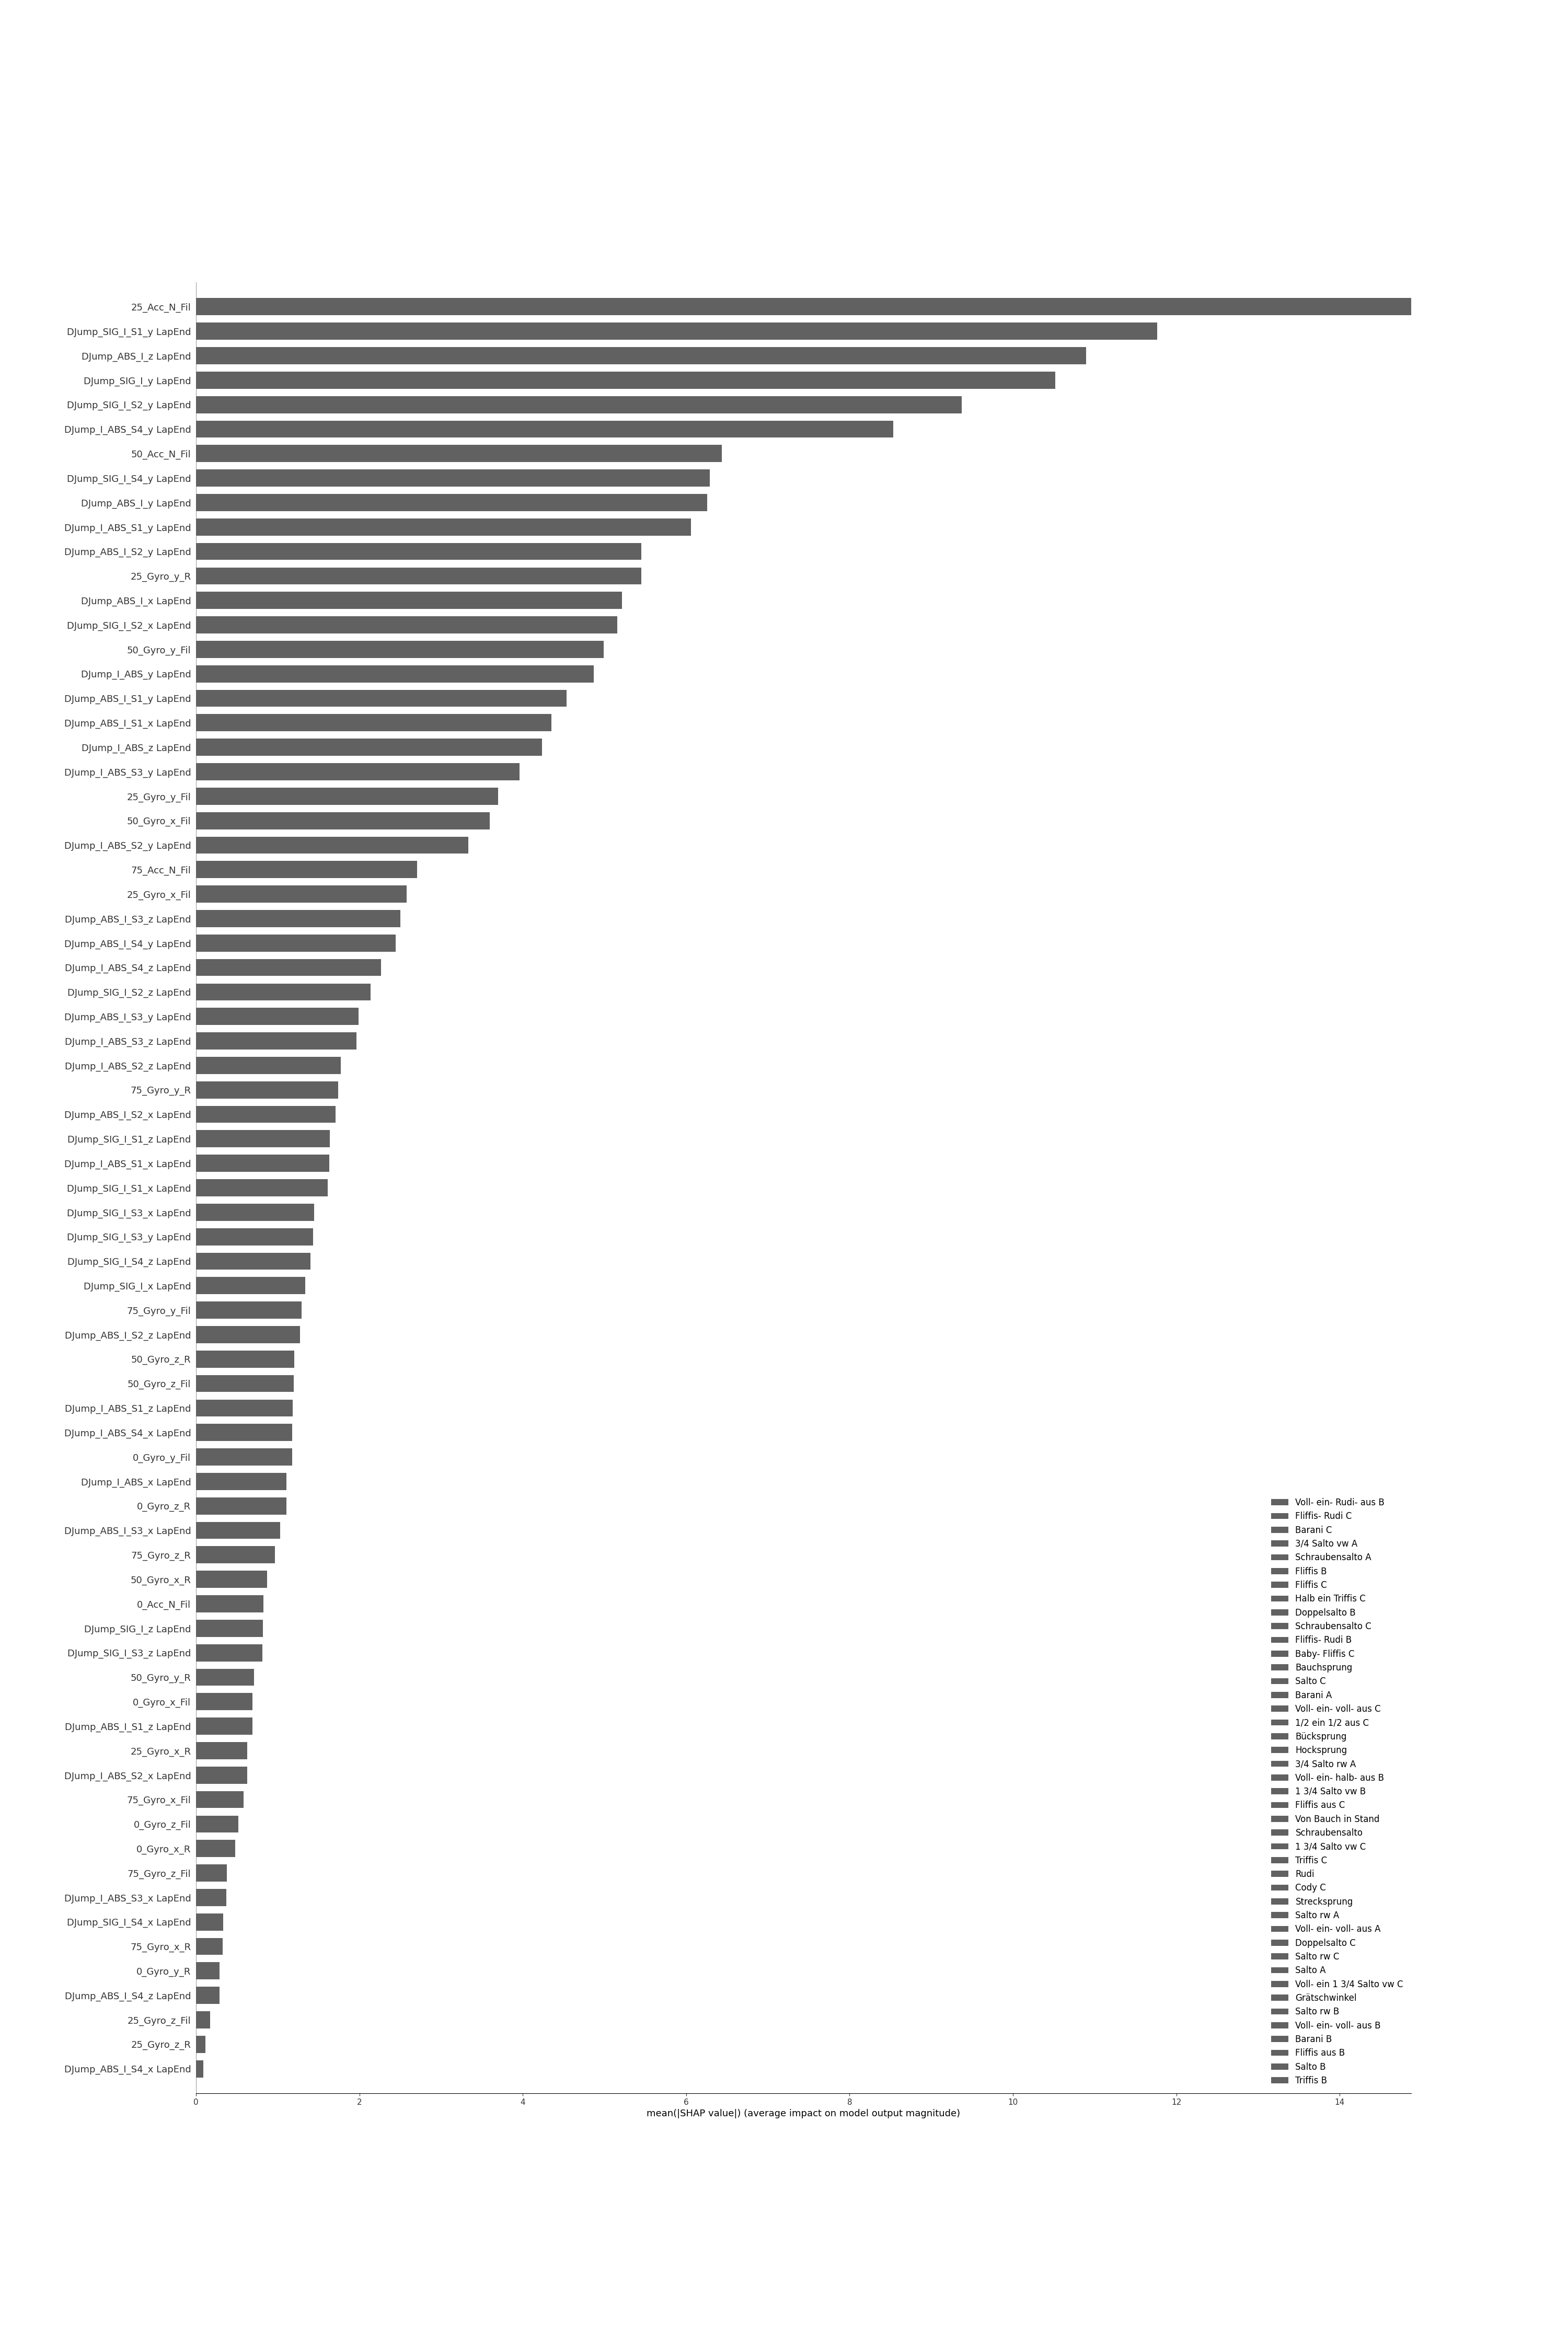 25_Acc_N_Fil
DJump_SIG_I_S1_y LapEnd
DJump_ABS_I_z LapEnd
DJump_SIG_I_y LapEnd
DJump_SIG_I_S2_y LapEnd
DJump_I_ABS_S4_y LapEnd
50_Acc_N_Fil
DJump_SIG_I_S4_y LapEnd
DJump_ABS_I_y LapEnd
DJump_I_ABS_S1_y LapEnd
DJump_ABS_I_S2_y LapEnd
25_Gyro_y_R
DJump_ABS_I_x LapEnd
DJump_SIG_I_S2_x LapEnd
50_Gyro_y_Fil
DJump_I_ABS_y LapEnd
DJump_ABS_I_S1_y LapEnd
DJump_ABS_I_S1_x LapEnd
DJump_I_ABS_z LapEnd
DJump_I_ABS_S3_y LapEnd
25_Gyro_y_Fil
50_Gyro_x_Fil
DJump_I_ABS_S2_y LapEnd
75_Acc_N_Fil
25_Gyro_x_Fil
DJump_ABS_I_S3_z LapEnd
DJump_ABS_I_S4_y LapEnd
DJump_I_ABS_S4_z LapEnd
DJump_SIG_I_S2_z LapEnd
DJump_ABS_I_S3_y LapEnd
DJump_I_ABS_S3_z LapEnd
DJump_I_ABS_S2_z LapEnd
75_Gyro_y_R
DJump_ABS_I_S2_x LapEnd
DJump_SIG_I_S1_z LapEnd
DJump_I_ABS_S1_x LapEnd
DJump_SIG_I_S1_x LapEnd
DJump_SIG_I_S3_x LapEnd
DJump_SIG_I_S3_y LapEnd
DJump_SIG_I_S4_z LapEnd
DJump_SIG_I_x LapEnd
75_Gyro_y_Fil
DJump_ABS_I_S2_z LapEnd
50_Gyro_z_R
50_Gyro_z_Fil
DJump_I_ABS_S1_z LapEnd
DJump_I_ABS_S4_x LapEnd
0_Gyro_y_Fil
DJump_I_ABS_x LapEnd
0_Gyro_z_R
DJump_ABS_I_S3_x LapEnd
75_Gyro_z_R
50_Gyro_x_R
0_Acc_N_Fil
DJump_SIG_I_z LapEnd
DJump_SIG_I_S3_z LapEnd
50_Gyro_y_R
0_Gyro_x_Fil
DJump_ABS_I_S1_z LapEnd
25_Gyro_x_R
DJump_I_ABS_S2_x LapEnd
75_Gyro_x_Fil
0_Gyro_z_Fil
0_Gyro_x_R
75_Gyro_z_Fil
DJump_I_ABS_S3_x LapEnd
DJump_SIG_I_S4_x LapEnd
75_Gyro_x_R
0_Gyro_y_R
DJump_ABS_I_S4_z LapEnd
25_Gyro_z_Fil
25_Gyro_z_R
DJump_ABS_I_S4_x LapEnd
Voll- ein- Rudi- aus B
Fliffis- Rudi C
Barani C
3/4 Salto vw A
Schraubensalto A
Fliffis B
Fliffis C
Halb ein Triffis C
Doppelsalto B
Schraubensalto C
Fliffis- Rudi B
Baby- Fliffis C
Bauchsprung
Salto C
Barani A
Voll- ein- voll- aus C
1/2 ein 1/2 aus C
Bücksprung
Hocksprung
3/4 Salto rw A
Voll- ein- halb- aus B
1 3/4 Salto vw B
Fliffis aus C
Von Bauch in Stand
Schraubensalto
1 3/4 Salto vw C
Triffis C
Rudi
Cody C
Strecksprung
Salto rw A
Voll- ein- voll- aus A
Doppelsalto C
Salto rw C
Salto A
Voll- ein 1 3/4 Salto vw C
Grätschwinkel
Salto rw B
Voll- ein- voll- aus B
Barani B
Fliffis aus B
Salto B
Triffis B
0 2 4 6 8 10 12 14
mean(|SHAP value|) (average impact on model output magnitude)